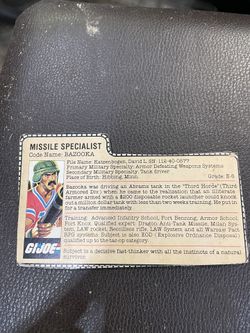 MISSILE SPECIALIST
Code Name: BAZOOKA
File Name: Katzenbogen, David L. SN: 112-40-0577
Primary Military Specialty: Armor Defeating Weapons Systems
Secondary Military Specialty: Tank driver
Place of Birth: Hibbing, Minn. Grade: E-6
Bazooka was driving an Abrams tank in the "Third Herde" (Third
Armored Div.) when he came to the realization that an illiterate
farmer armed with a $200 disposable rocket launcher could knock
out a million dollar tank with less than two weeks training. He put in
for a transfer immediately.
Training: Advanced Infantry School, Fort Benning, Armor School
Fort Knox. Qualified expert: Dragon Anti-Tank Missile, Milan Sys-
tem, LAW rocket, Recoilless rifle, LAW System and all Warsaw Pact
RPG systems. Subject is also EOD (Explosive Ordnance Disposal)
qualified up to the
Subject is a decisive fast-thinker with all the instincts of a natural
survivor.
G.I. JOE